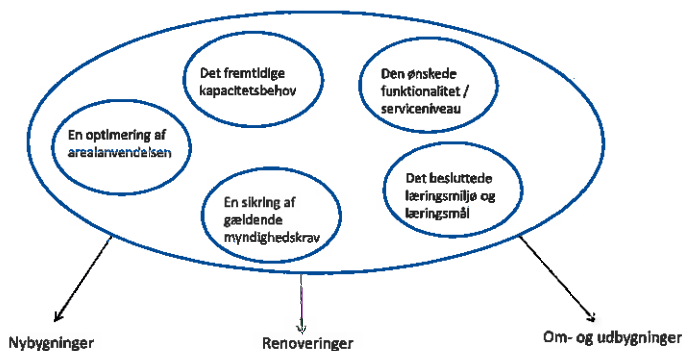 Det fremtidige
kapacitetsbehov
Den ønskede
funktionalitet /
serviceniveau
En optimering af
arealanvendelsen
Det besluttede
læringsmiljø og
læringsmål
En sikring af
gældende
myndighedskrav
Nybygninger
Renoveringer
Om- og udbygninger